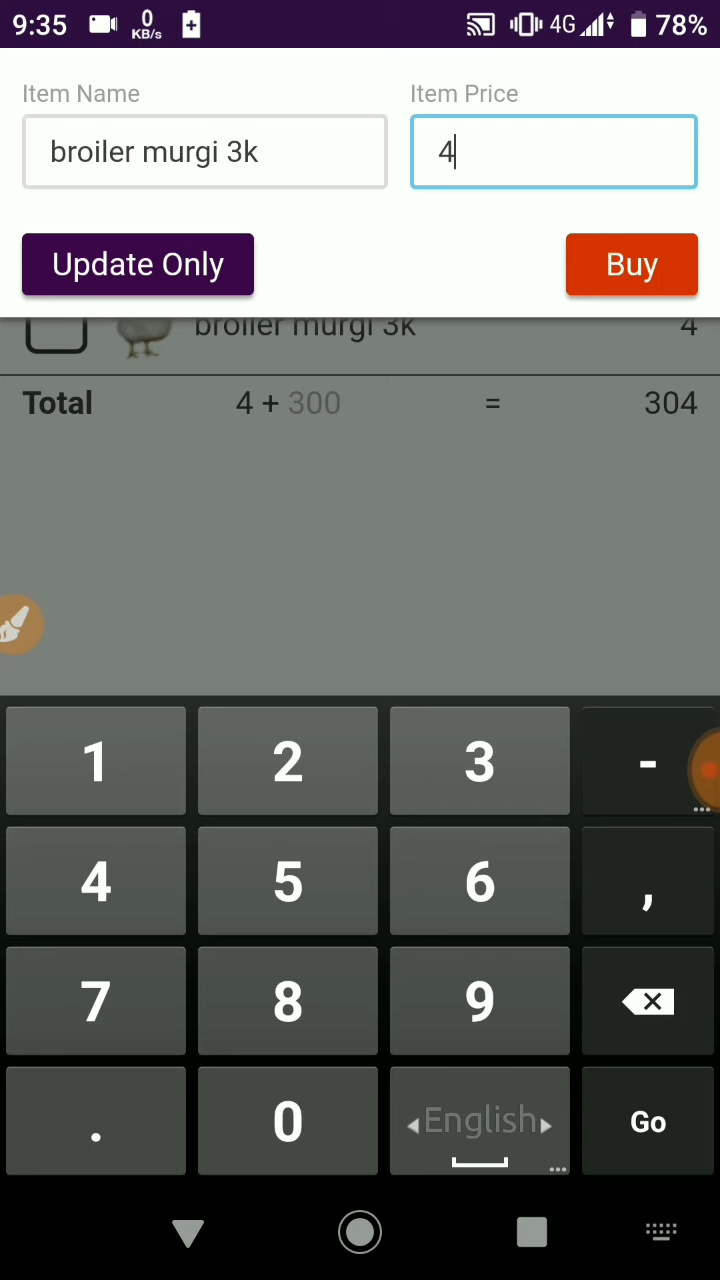 9:35 0 KB/s 4G 78%
Item Name Item Price
broiler murgi 3k 4
Update Only Buy
broiler murgi 3k 4
Total 4 + 300 = 304
1 2 3 -
4 5 6 ,
7 8 9
. 0 English Go